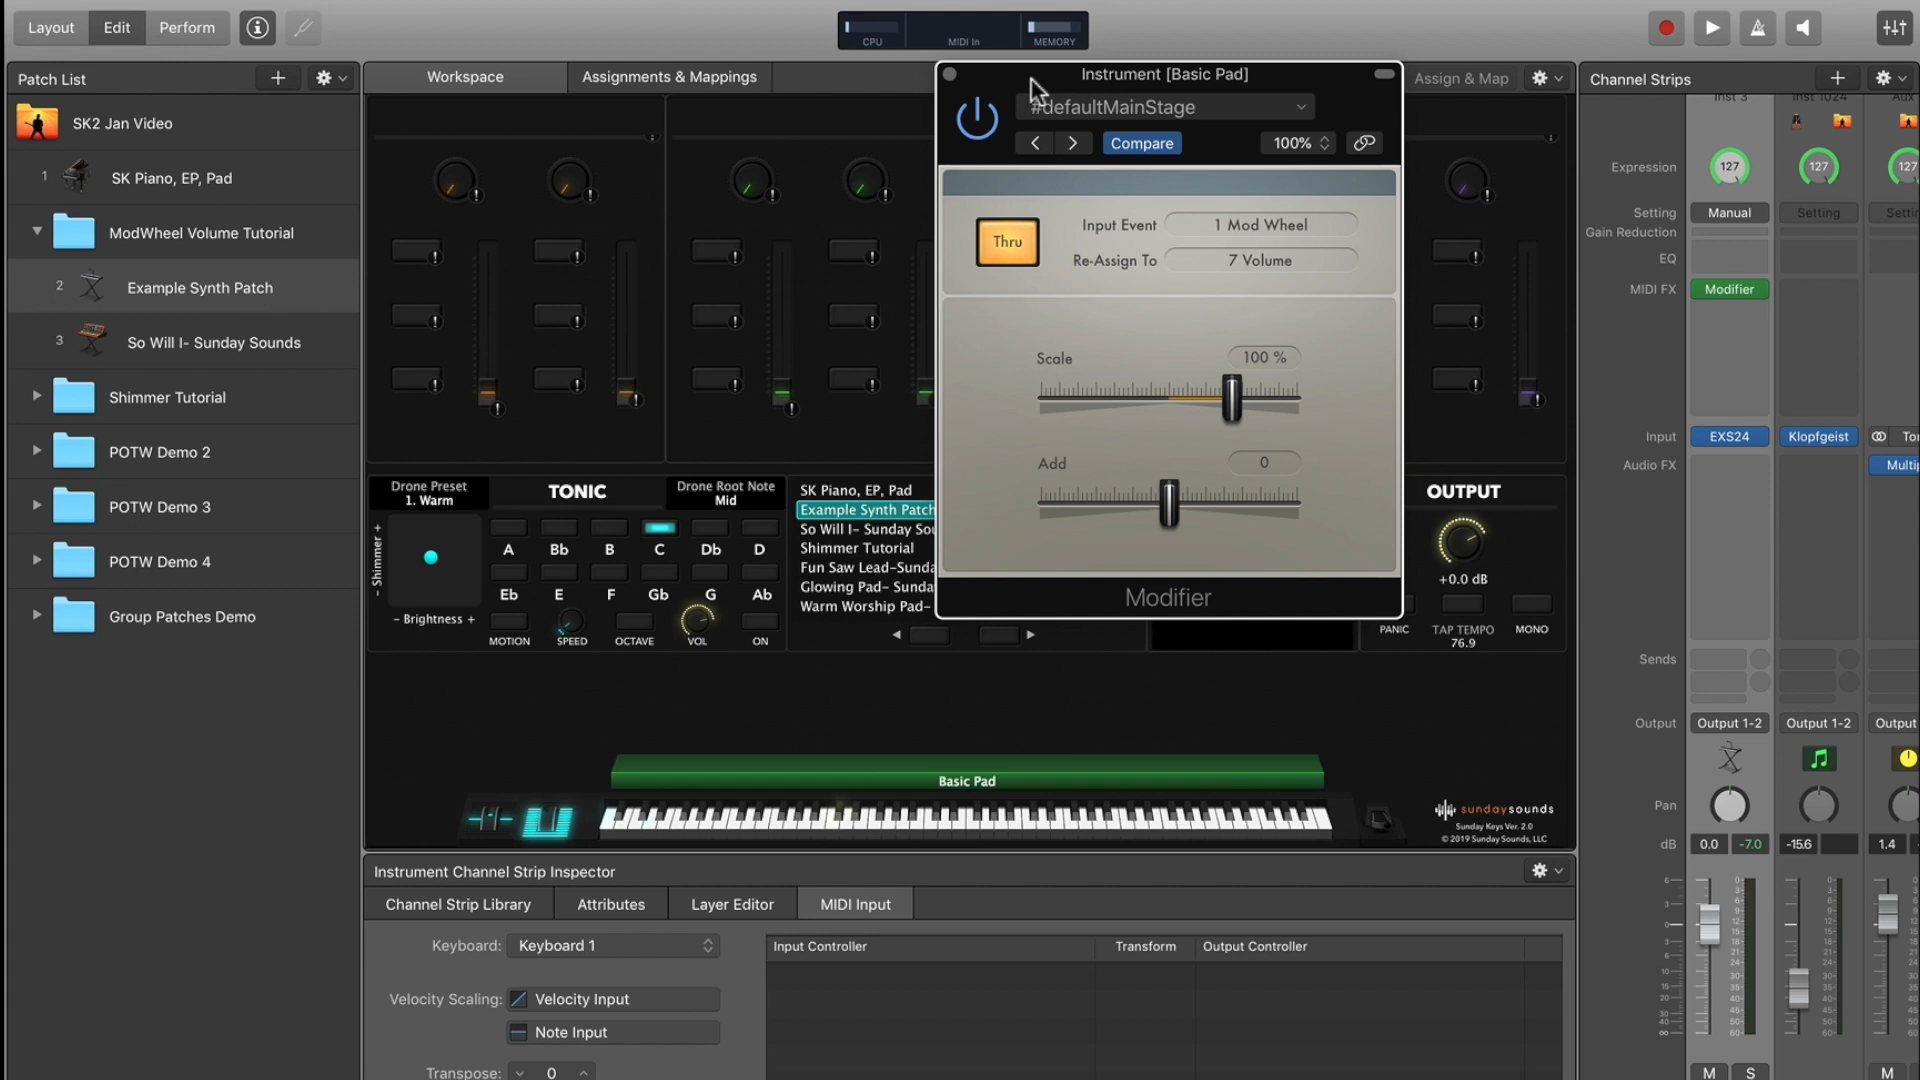 Layout Edit Perform
CPU MIDI In MEMORY
Patch List
SK2 Jan Video
1 SK Piano, EP, Pad
ModWheel Volume Tutorial
2 Example Synth Patch
3 So Will I- Sunday Sounds
Shimmer Tutorial
POTW Demo 2
POTW Demo 3
POTW Demo 4
Group Patches Demo
Workspace Assignments & Mappings
Assign & Map
Instrument [Basic Pad]
#defaultMainStage
Compare 100%
Thru
Input Event 1 Mod Wheel
Re-Assign To 7 Volume
Scale 100 %
Add 0
Modifier
Drone Preset
1. Warm
TONIC
Drone Root Note
Mid
- Shimmer +
- Brightness +
A Bb B C Db D
Eb E F Gb G Ab
MOTION SPEED OCTAVE VOL ON
SK Piano, EP, Pad
Example Synth Patch
So Will I- Sunday Sou
Shimmer Tutorial
Fun Saw Lead-Sunda
Glowing Pad- Sunda
Warm Worship Pad-
OUTPUT
+0.0 dB
PANIC TAP TEMPO MONO
76.9
Basic Pad
sundaysounds
Sunday Keys Ver. 2.0
© 2019 Sunday Sounds, LLC
Instrument Channel Strip Inspector
Channel Strip Library Attributes Layer Editor MIDI Input
Keyboard: Keyboard 1
Velocity Scaling: Velocity Input
Note Input
Transpose: 0
Input Controller Transform Output Controller
Channel Strips
Inst 3 Inst 1024 Aux
Expression 127 127 127
Setting Manual Setting Settin
Gain Reduction
EQ
MIDI FX Modifier
Input EXS24 Klopfgeist Tor
Audio FX Multip
Sends
Output Output 1-2 Output 1-2 Output
Pan
dB 0.0 -7.0 -15.6 1.4
M S M